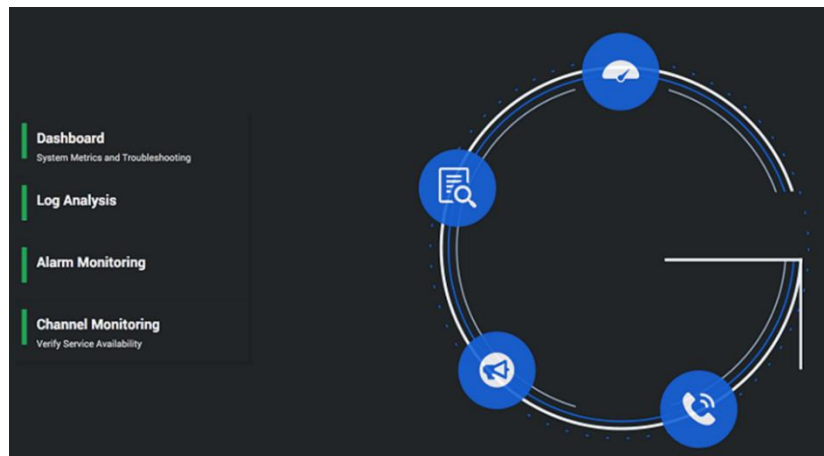 Dashboard
System Metrics and Troubleshooting
Log Analysis
Alarm Monitoring
Channel Monitoring
Verify Service Availability